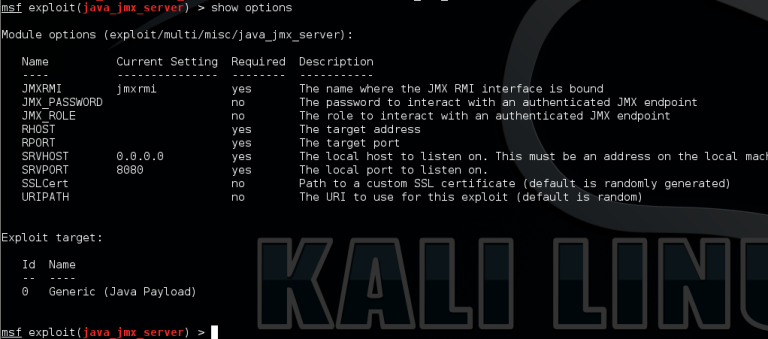 msf exploit(java_jmx_server) > show options
Module options (exploit/multi/misc/java_jmx_server):
Name Current Setting Required Description
---- --------------- -------- -----------
JMXRMI jmxrmi yes The name where the JMX RMI interface is bound
JMX_PASSWORD no The password to interact with an authenticated JMX endpoint
JMX_ROLE no The role to interact with an authenticated JMX endpoint
RHOST yes The target address
RPORT yes The target port
SRVHOST 0.0.0.0 yes The local host to listen on. This must be an address on the local mach
SRVPORT 8080 yes The local port to listen on.
SSLCert no Path to a custom SSL certificate (default is randomly generated)
URIPATH no The URI to use for this exploit (default is random)
Exploit target:
Id Name
-- ----
0 Generic (Java Payload)
KALI LINU
msf exploit(java_jmx_server) >